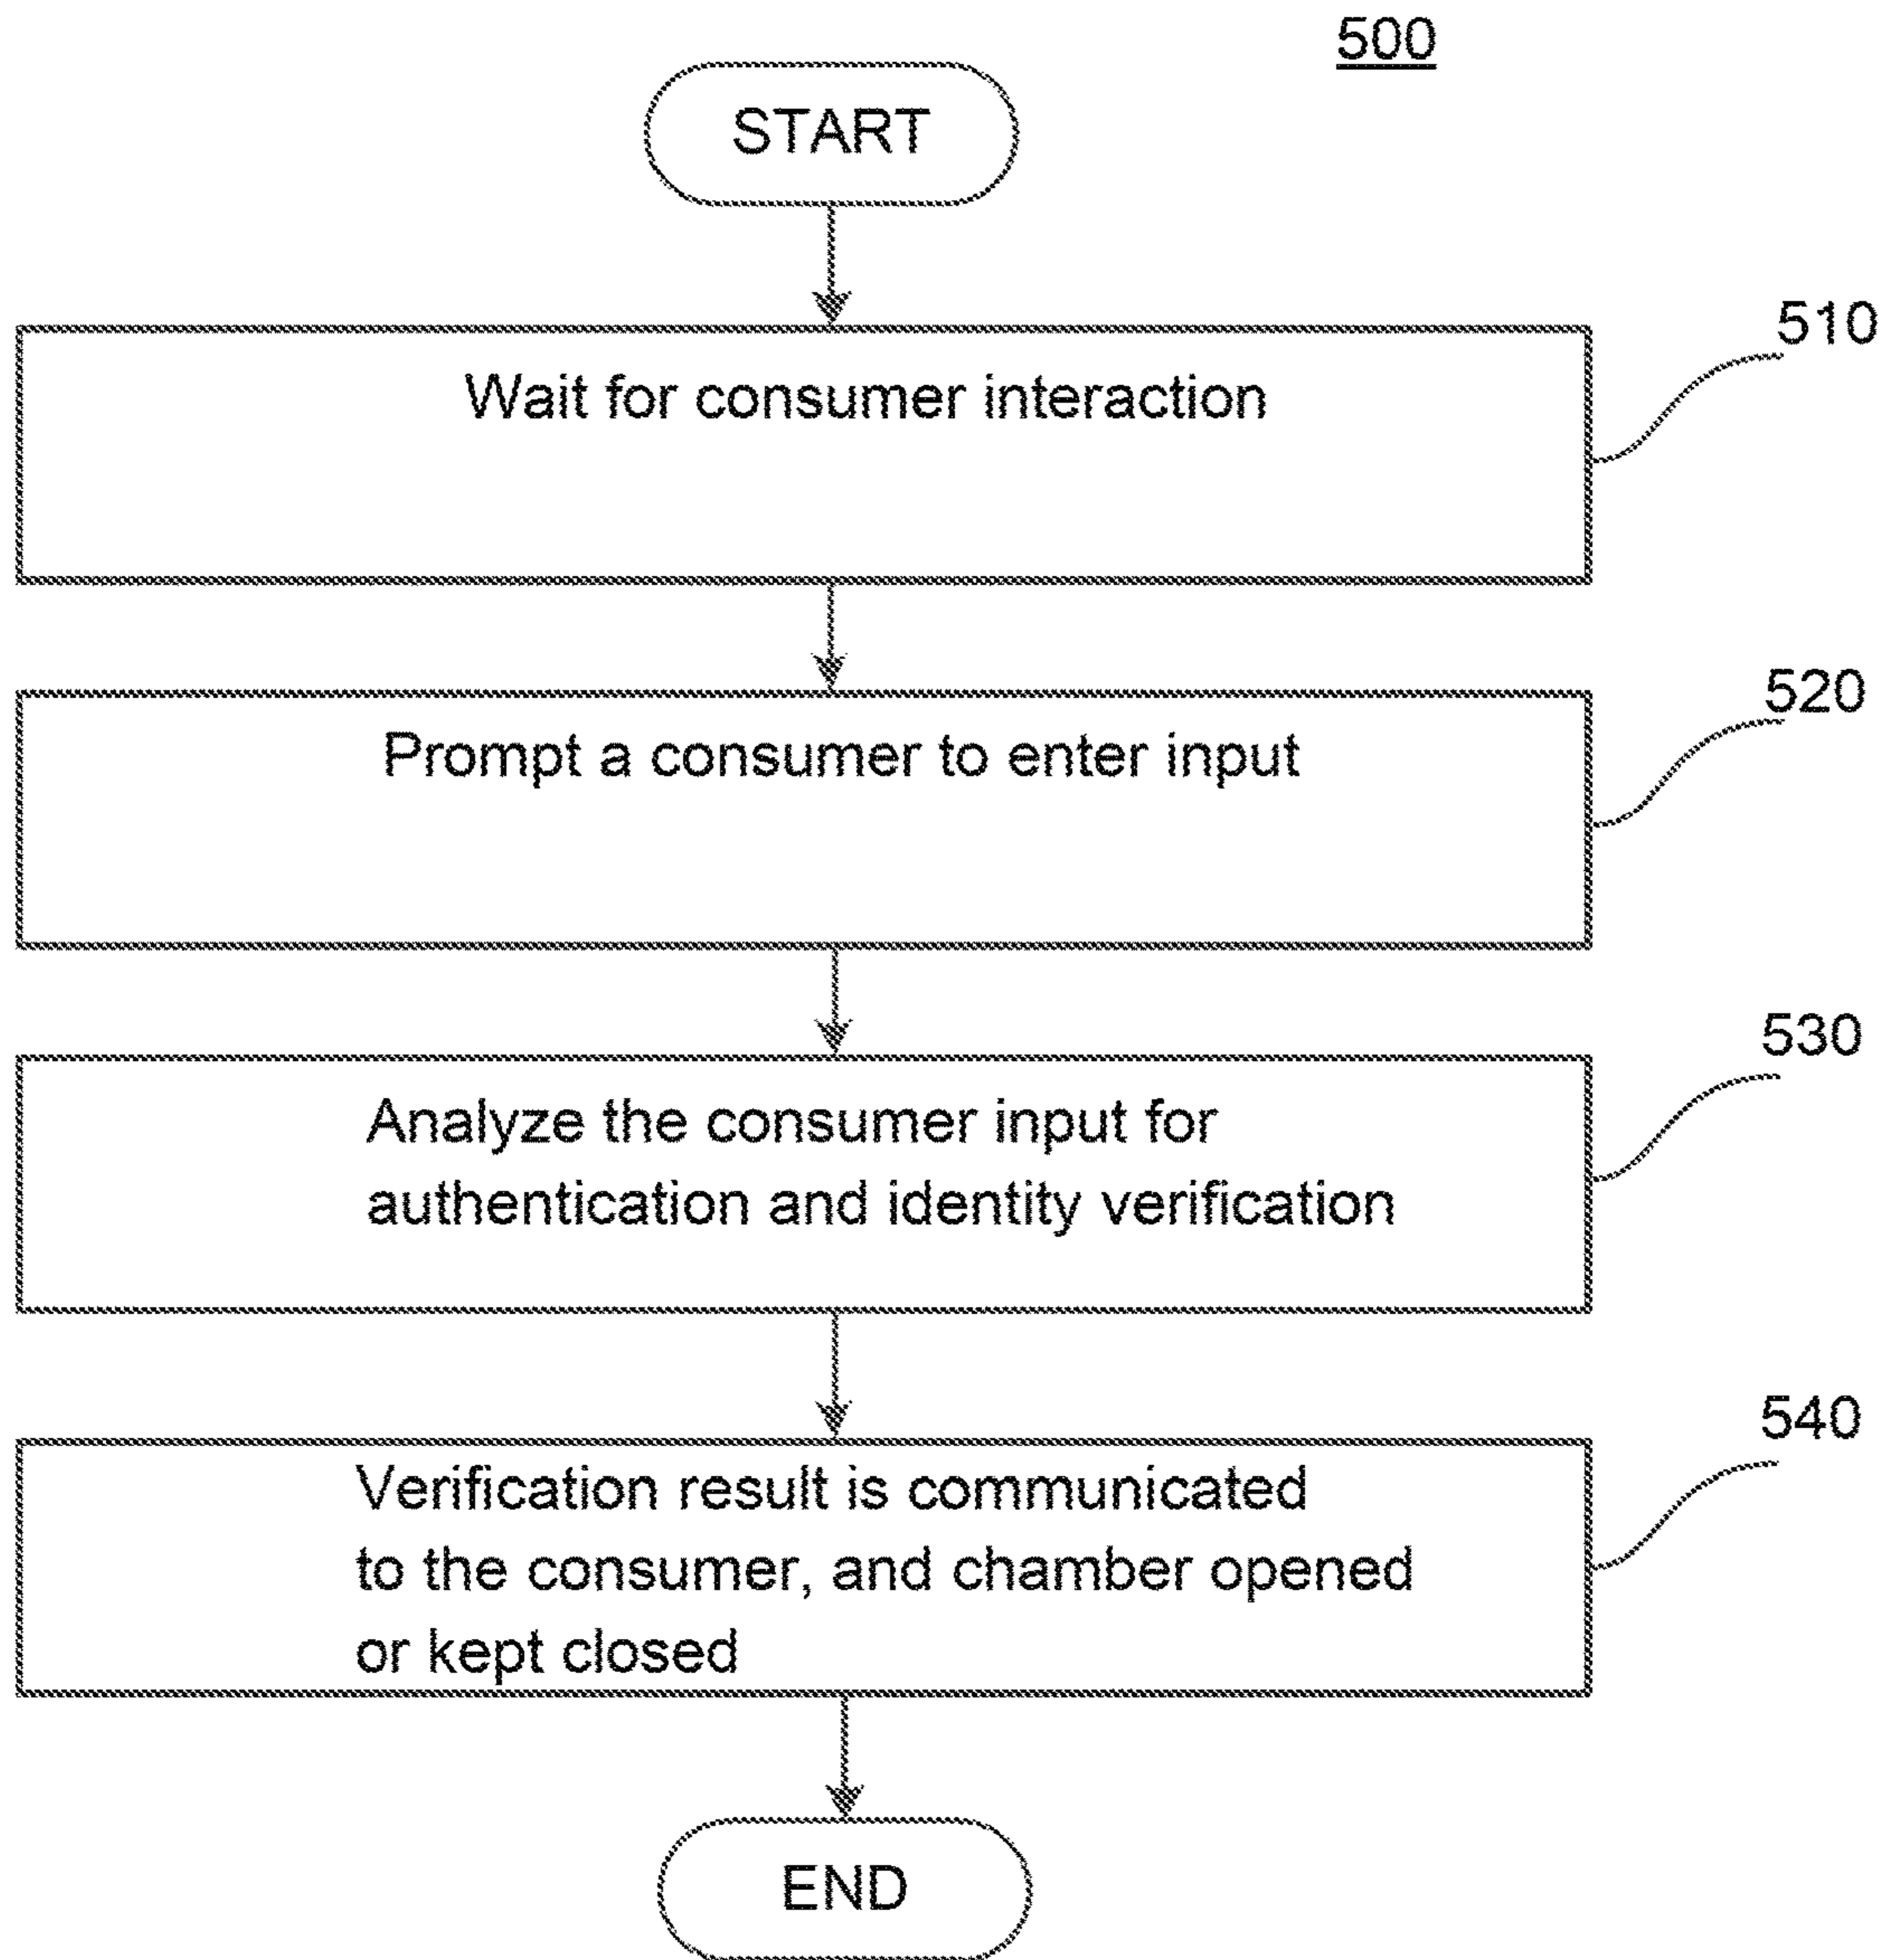 500
START
510
Wait for consumer interaction
520
Prompt a consumer to enter input
530
Analyze the consumer input for
authentication and identity verification
540
Verification result is communicated
to the consumer, and chamber opened
or kept closed
END